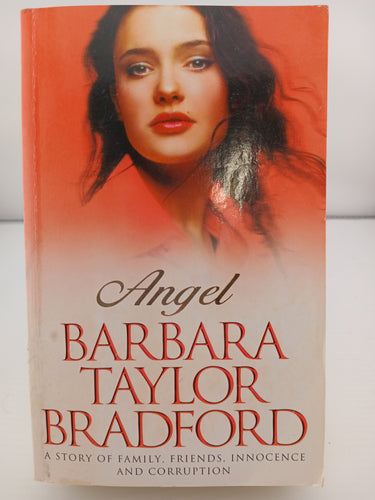 Angel
BARBARA
TAYLOR
BRADFORD
A STORY OF FAMILY, FRIENDS, INNOCENCE
AND CORRUPTION